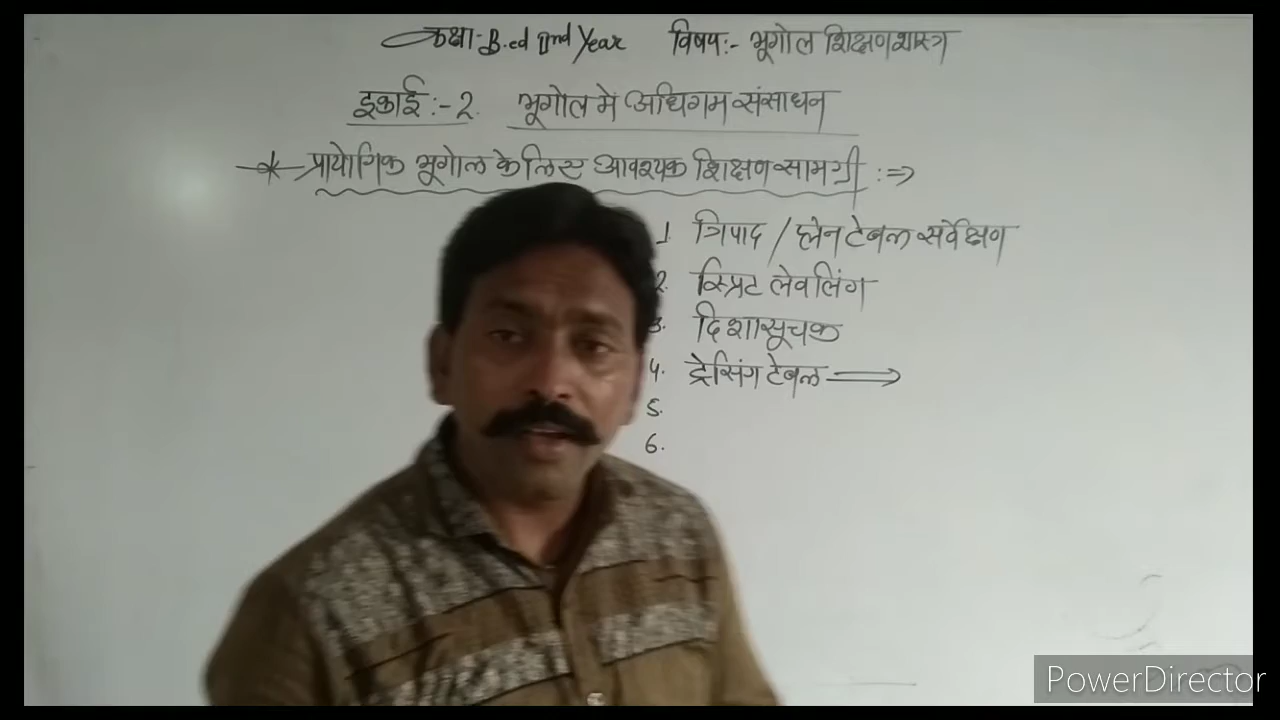 कक्षा:- B.ed IInd Year विषय:- भूगोल शिक्षणशास्त्र
इकाई:- 2. भूगोल मे अधिगम संसाधन
* प्रायोगिक भूगोल के लिए आवश्यक शिक्षण सामग्री :⇒
1. त्रिपाद / प्लेन टेबल सर्वेक्षण
2. स्प्रिट लेवलिंग
3. दिशासूचक
4. ट्रेसिंग टेबल ⟹
5.
6.
PowerDirector